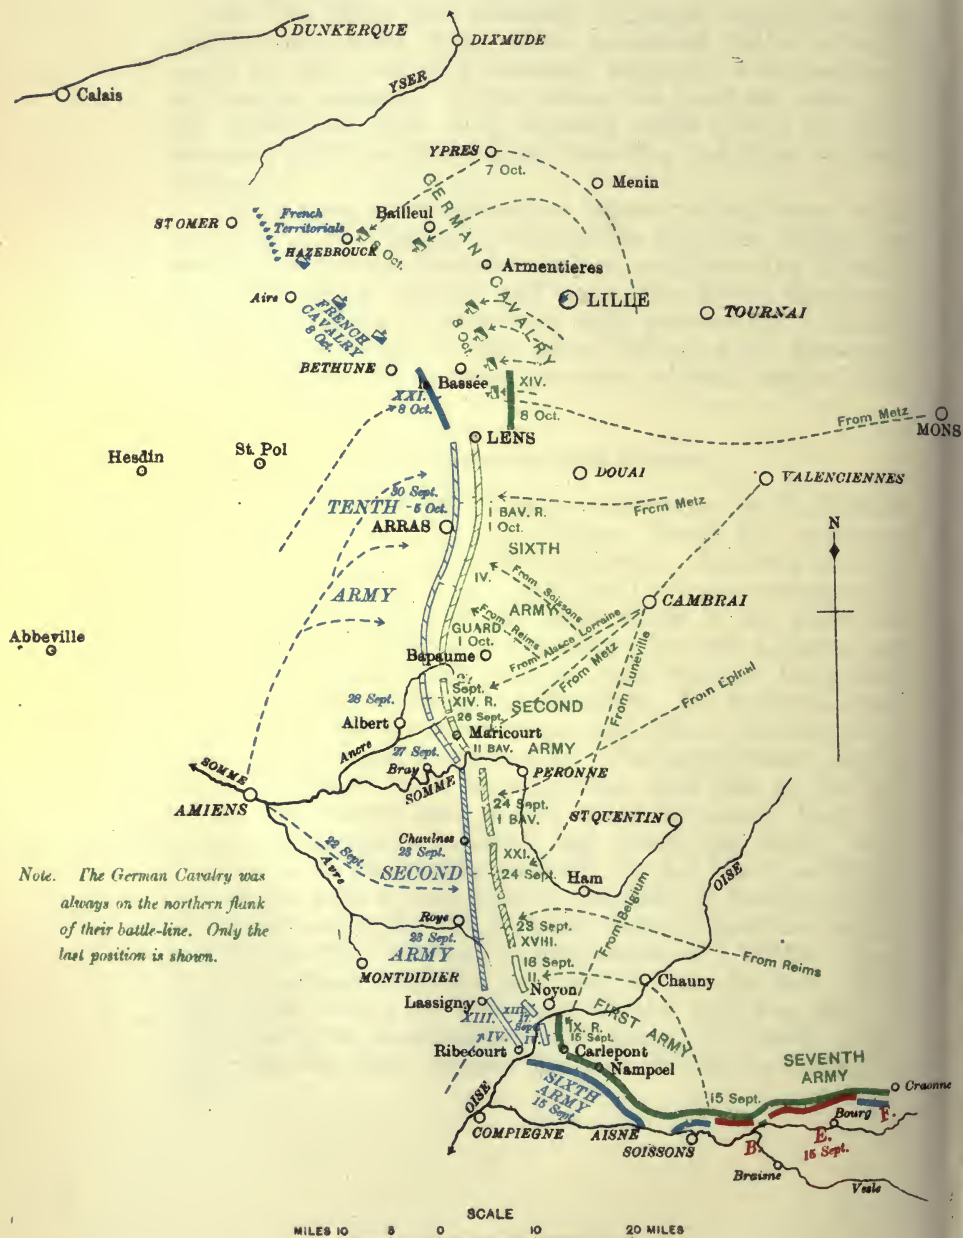 DUNKERQUE
DIXMUDE
Calais
YSER
YPRES
7 Oct.
Menin
GERMAN CAVALRY
ST OMER
French
Territorials
Bailleul
HAZEBROUCK
8 Oct.
Armentieres
Aire
FRENCH
CAVALRY
8 Oct.
LILLE
TOURNAI
8 Oct.
BETHUNE
la Bassée
XXI.
8 Oct.
XIV.
8 Oct.
From Metz
MONS
LENS
Hesdin
St. Pol
DOUAI
VALENCIENNES
30 Sept.
TENTH -5 Oct.
ARRAS
From Metz
I BAV. R.
1 Oct.
N
SIXTH
IV.
From Soissons
ARMY
ARMY
CAMBRAI
From Reims
GUARD
1 Oct.
From Alsace Lorraine
From Metz
From Luneville
Abbeville
Bapaume
From Epinal
Sept.
XIV. R.
SECOND
28 Sept.
26 Sept.
Albert
Maricourt
Ancre
II BAV.
ARMY
27 Sept.
Bray
SOMME
SOMME
PERONNE
AMIENS
24 Sept.
I BAV.
ST QUENTIN
22 Sept.
Chaulnes
23 Sept.
Avre
SECOND
XXI.
24 Sept.
Ham
OISE
Note. The German Cavalry was
always on the northern flank
of their battle-line. Only the
last position is shown.
From Belgium
Roye
23 Sept.
ARMY
23 Sept.
XVIII.
From Reims
MONTDIDIER
18 Sept.
II.
Noyon
Chauny
Lassigny
XIII.
IV.
FIRST ARMY
IX. R.
15 Sept.
Ribecourt
Carlepont
Nampcel
SEVENTH
ARMY
Craonne
SIXTH
ARMY
15 Sept.
15 Sept.
OISE
Bourg
F.
COMPIEGNE
AISNE
SOISSONS
B.
E.
15 Sept.
Braisne
Vesle
SCALE
MILES 10 5 0 10 20 MILES